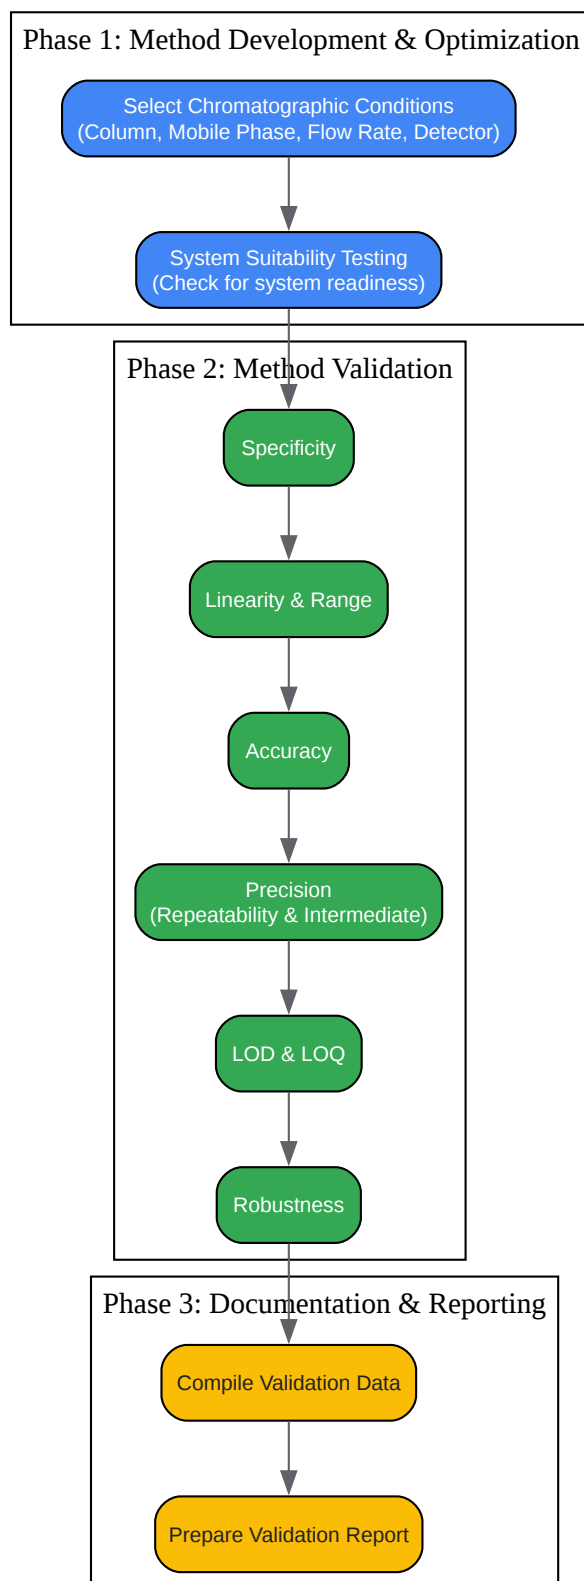 Phase 1: Method Development & Optimization
Select Chromatographic Conditions
(Column, Mobile Phase, Flow Rate, Detector)
System Suitability Testing
(Check for system readiness)
Phase 2: Method Validation
Specificity
Linearity & Range
Accuracy
Precision
(Repeatability & Intermediate)
LOD & LOQ
Robustness
Phase 3: Documentation & Reporting
Compile Validation Data
Prepare Validation Report